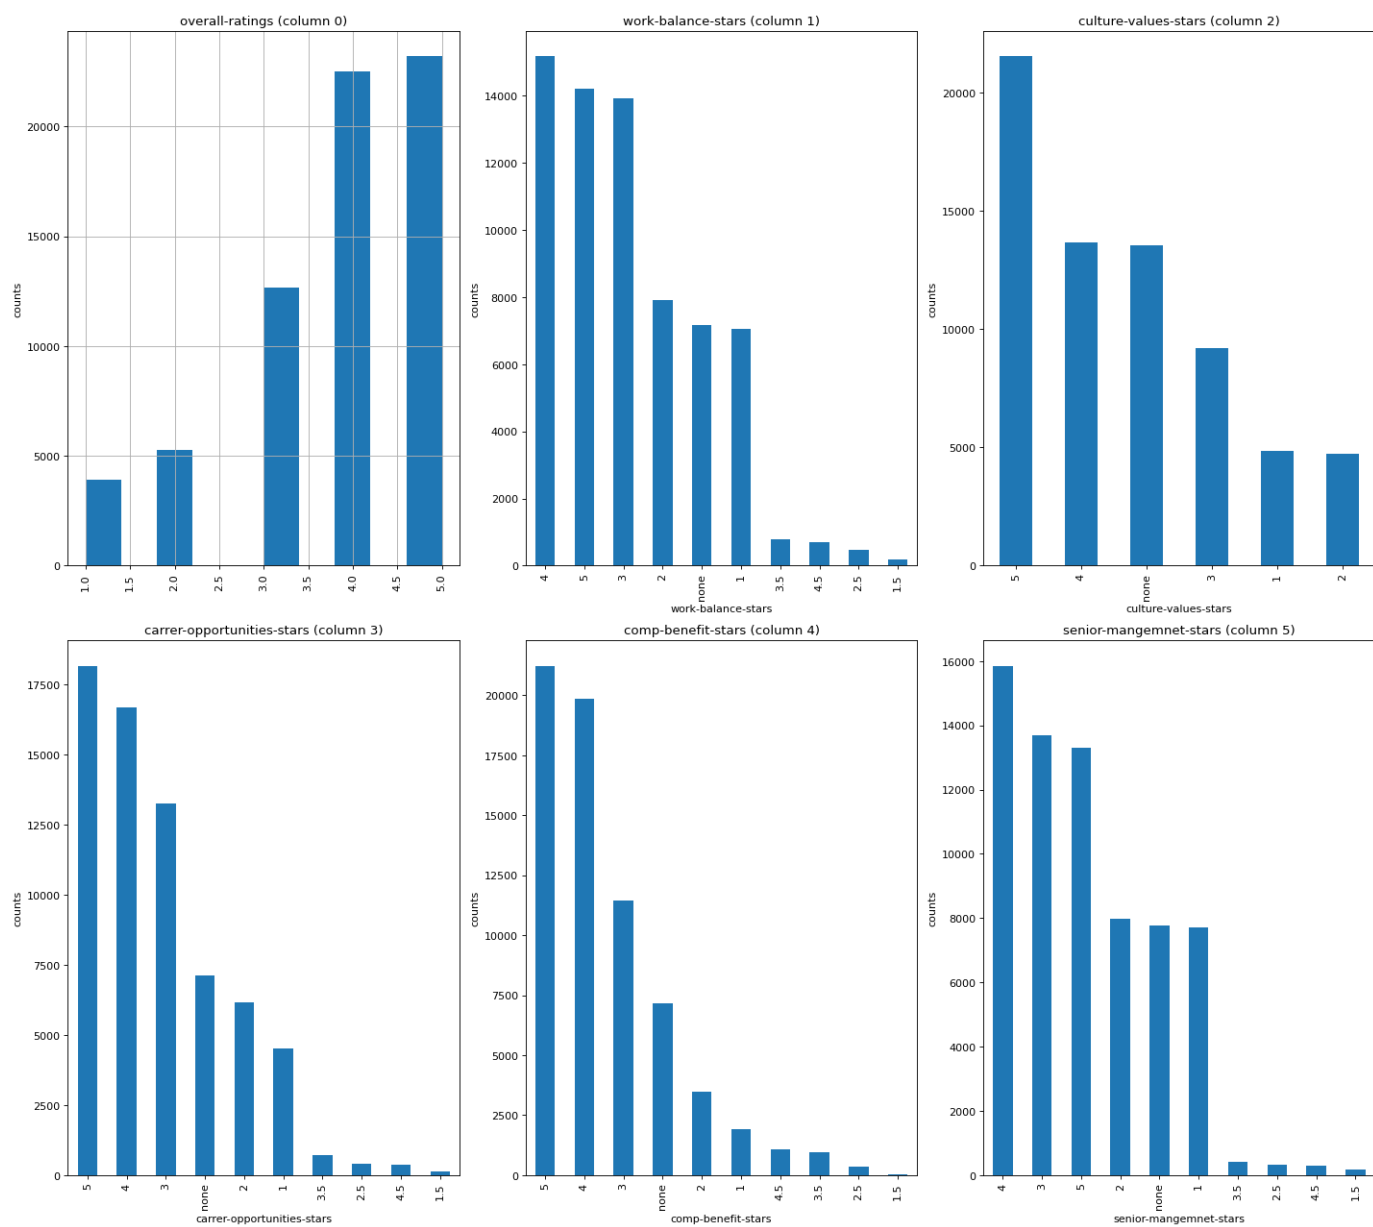 overall-ratings (column 0)
counts
20000
15000
10000
5000
0
1.0 1.5 2.0 2.5 3.0 3.5 4.0 4.5 5.0
work-balance-stars (column 1)
counts
14000
12000
10000
8000
6000
4000
2000
0
4 5 3 2 none 1 3.5 4.5 2.5 1.5
work-balance-stars
culture-values-stars (column 2)
counts
20000
15000
10000
5000
0
5 4 none 3 1 2
culture-values-stars
carrer-opportunities-stars (column 3)
counts
17500
15000
12500
10000
7500
5000
2500
0
5 4 3 none 2 1 3.5 2.5 4.5 1.5
carrer-opportunities-stars
comp-benefit-stars (column 4)
counts
20000
17500
15000
12500
10000
7500
5000
2500
0
5 4 3 none 2 1 4.5 3.5 2.5 1.5
comp-benefit-stars
senior-mangemnet-stars (column 5)
counts
16000
14000
12000
10000
8000
6000
4000
2000
0
4 3 5 2 none 1 3.5 2.5 4.5 1.5
senior-mangemnet-stars